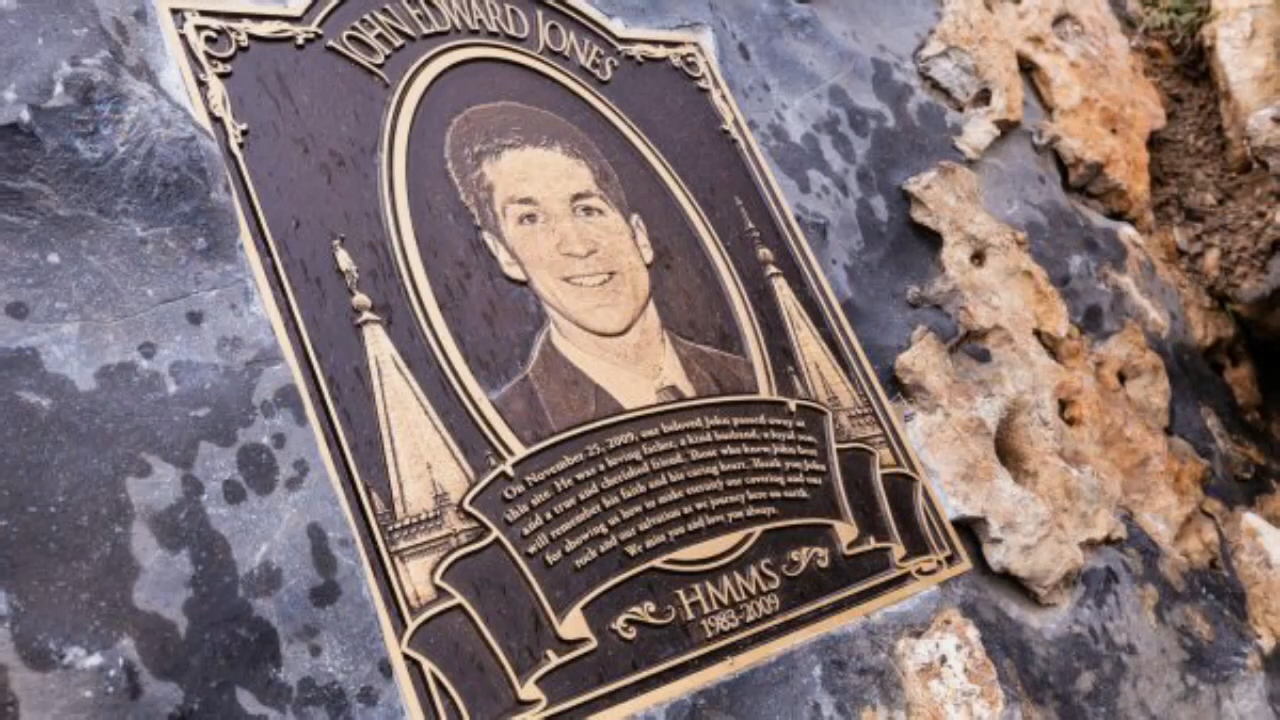 JOHN EDWARD JONES
On November 25, 2009, our beloved John passed away at
this site. He was a loving father, a kind husband, a loyal son,
and a true and cherished friend. Those who knew John best
will remember his faith and his caring heart. Thank you John
for showing us how to make eternity our covering and our
rock and our salvation as we journey here on earth.
We miss you and love you always.
HMMS
1983-2009